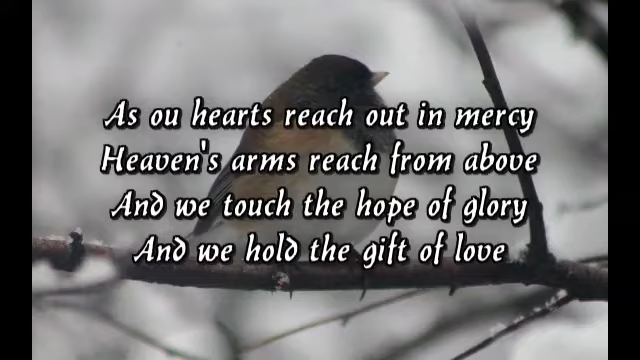 As ou hearts reach out in mercy
Heaven's arms reach from above
And we touch the hope of glory
And we hold the gift of love